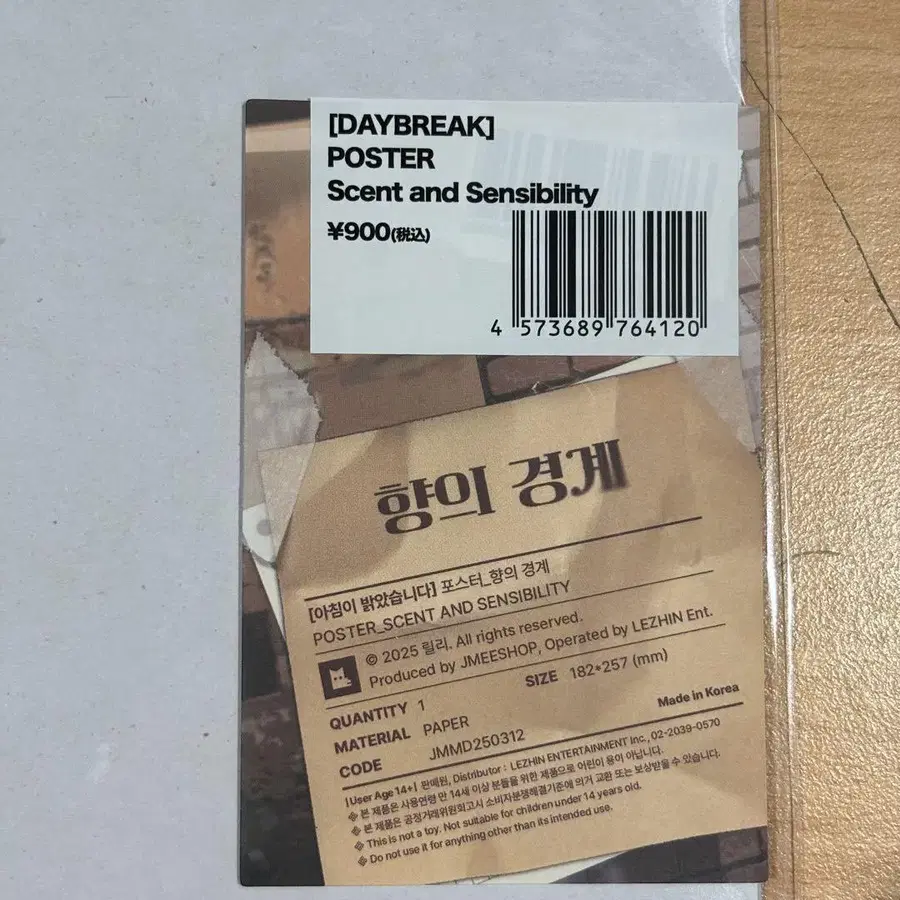 [DAYBREAK]
POSTER
Scent and Sensibility
¥900(税込)
4 573689 764120
향의 경계
[아침이 밝았습니다] 포스터_향의 경계
POSTER_SCENT AND SENSIBILITY
© 2025 릴리. All rights reserved.
Produced by JMEESHOP, Operated by LEZHIN Ent.
QUANTITY 1 SIZE 182*257 (mm)
MATERIAL PAPER
CODE JMMD250312 Made in Korea
|User Age 14+| 판매원, Distributor : LEZHIN ENTERTAINMENT Inc., 02-2039-0570
본 제품은 사용연령 만 14세 이상 분들을 위한 제품으로 어린이 용이 아닙니다.
본 제품은 공정거래위원회고시 소비자분쟁해결기준에 의거 교환 또는 보상받을 수 있습니다.
This is not a toy. Not suitable for children under 14 years old.
Do not use it for anything other than its intended use.